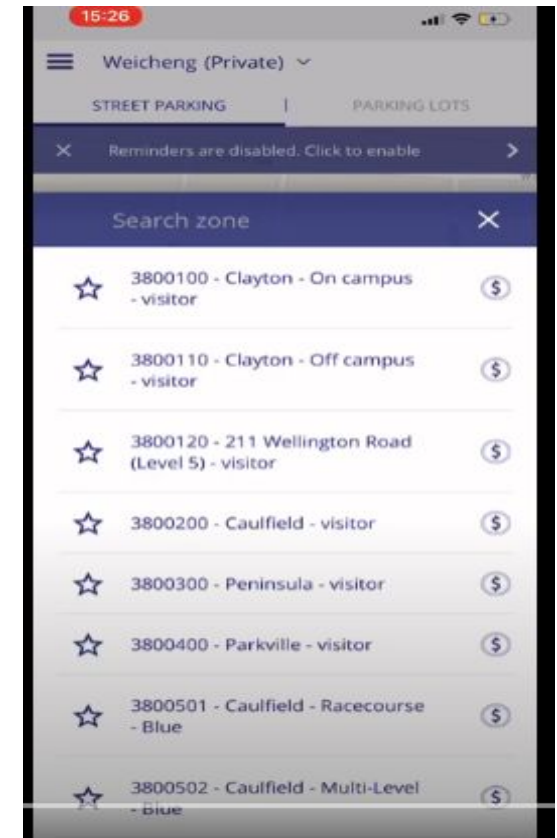 15:26
Weicheng (Private)
STREET PARKING | PARKING LOTS
Reminders are disabled. Click to enable
Search zone
3800100 - Clayton - On campus
- visitor
$
3800110 - Clayton - Off campus
- visitor
$
3800120 - 211 Wellington Road
(Level 5) - visitor
$
3800200 - Caulfield - visitor
$
3800300 - Peninsula - visitor
$
3800400 - Parkville - visitor
$
3800501 - Caulfield - Racecourse
- Blue
$
3800502 - Caulfield - Multi-Level
- Blue
$